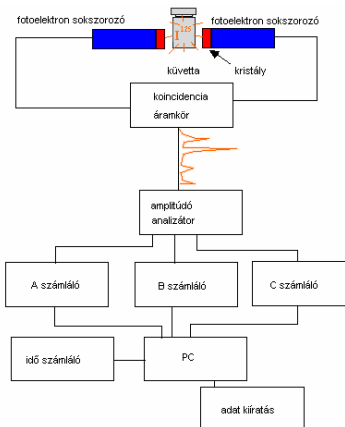 fotoelektron sokszorozó
fotoelektron sokszorozó
I125
küvetta
kristály
koincidencia
áramkör
amplitúdó
analizátor
A számláló
B számláló
C számláló
idő számláló
PC
adat kiíratás